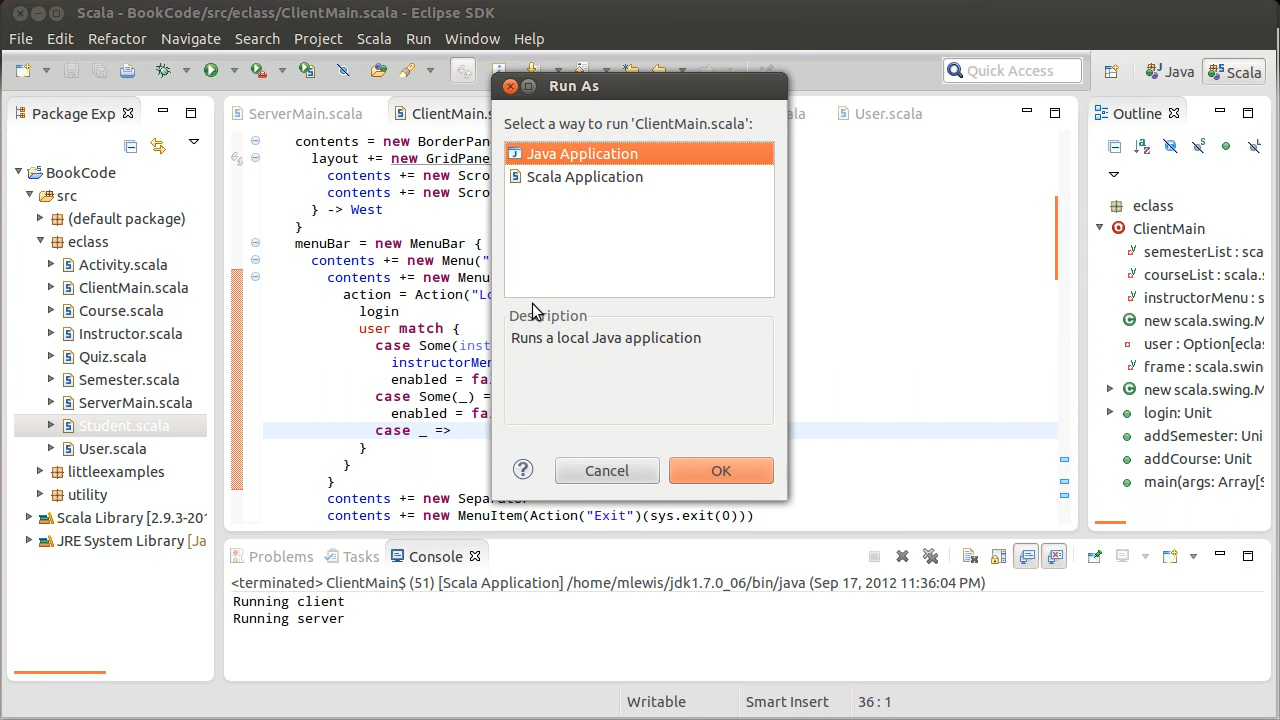 Scala - BookCode/src/eclass/ClientMain.scala - Eclipse SDK
File Edit Refactor Navigate Search Project Scala Run Window Help
Quick Access
Java
Scala
Package Exp
BookCode
src
(default package)
eclass
Activity.scala
ClientMain.scala
Course.scala
Instructor.scala
Quiz.scala
Semester.scala
ServerMain.scala
Student.scala
User.scala
littleexamples
utility
Scala Library [2.9.3-20
JRE System Library [Ja
ServerMain.scala
ClientMain.s
ala
User.scala
contents = new BorderPan
layout += new GridPane
contents += new Scro
contents += new Scro
} -> West
}
menuBar = new MenuBar {
contents += new Menu("
contents += new Menu
action = Action("Lo
login
user match {
case Some(inst
instructorMe
enabled = fa
case Some(_) =
enabled = fa
case _ =>
}
}
}
contents += new Separator
contents += new MenuItem(Action("Exit")(sys.exit(0)))
Run As
Select a way to run 'ClientMain.scala':
Java Application
Scala Application
Description
Runs a local Java application
Cancel
OK
Outline
eclass
ClientMain
semesterList : sca
courseList : scala.s
instructorMenu : s
new scala.swing.M
user : Option[eclas
frame : scala.swing
new scala.swing.M
login: Unit
addSemester: Uni
addCourse: Unit
main(args: Array[S
Problems
Tasks
Console
<terminated> ClientMain$ (51) [Scala Application] /home/mlewis/jdk1.7.0_06/bin/java (Sep 17, 2012 11:36:04 PM)
Running client
Running server
Writable
Smart Insert
36 : 1